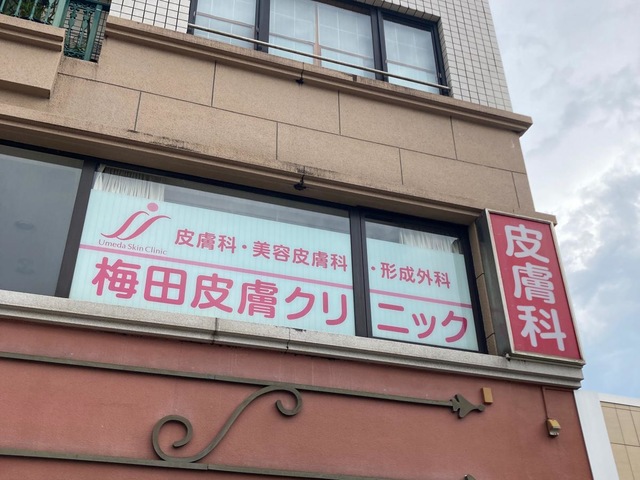 Umeda Skin Clinic
皮膚科・美容皮膚科・形成外科
梅田皮膚クリニック
皮膚科